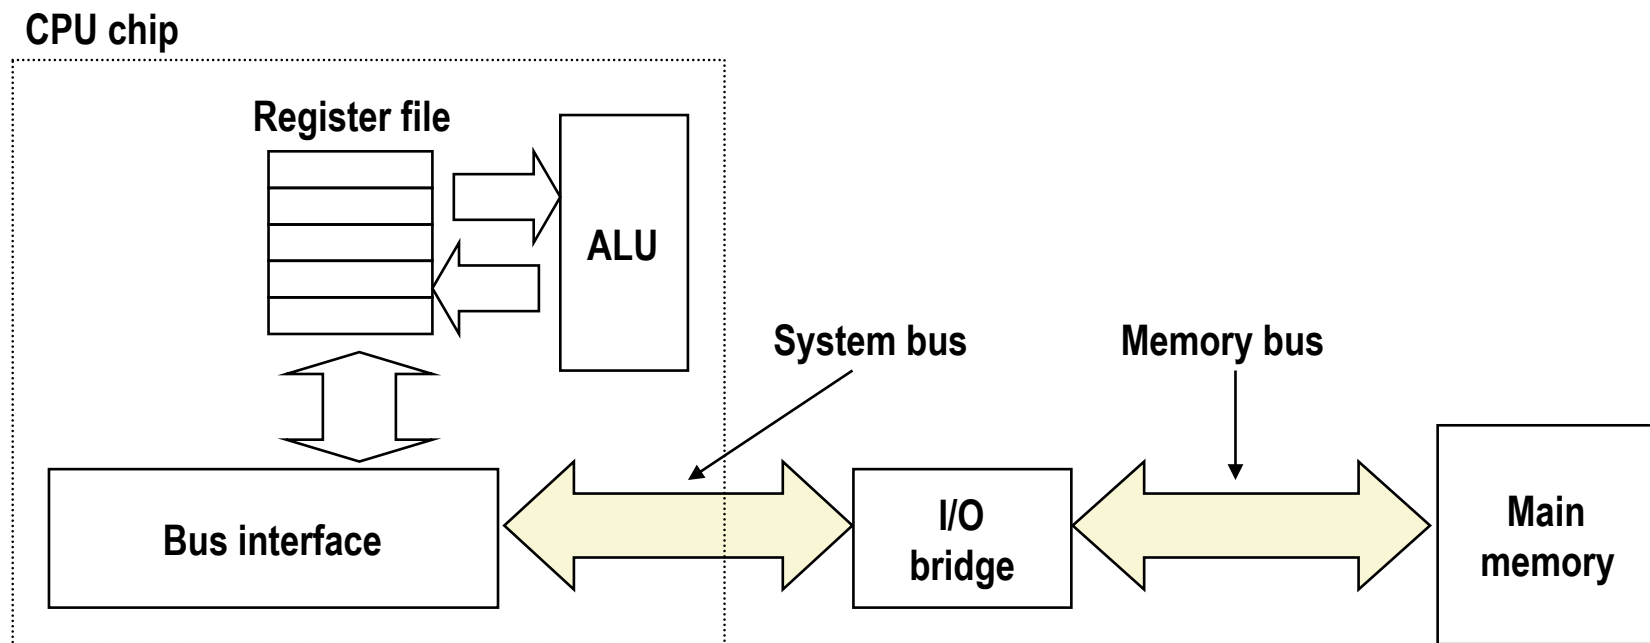 CPU chip
Register file
ALU
System bus
Memory bus
Bus interface
I/O
bridge
Main
memory